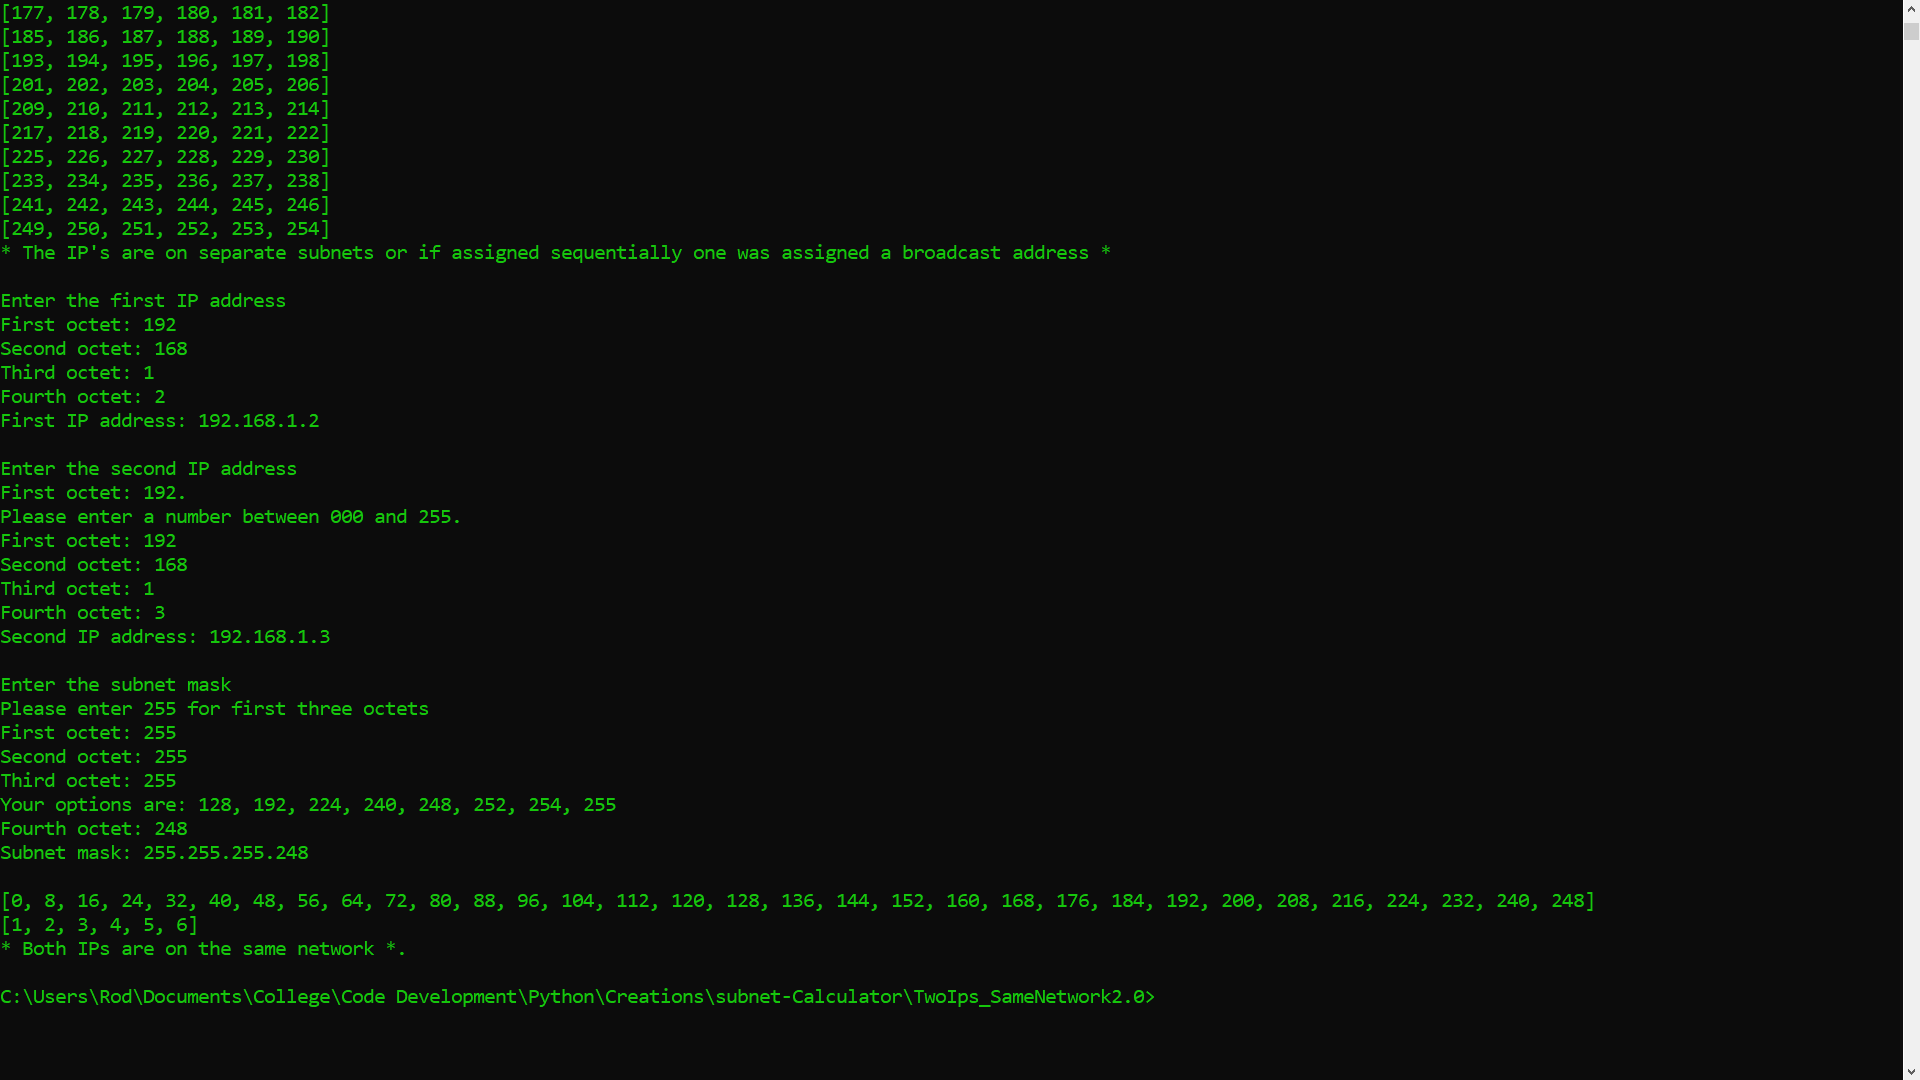 [177, 178, 179, 180, 181, 182]
[185, 186, 187, 188, 189, 190]
[193, 194, 195, 196, 197, 198]
[201, 202, 203, 204, 205, 206]
[209, 210, 211, 212, 213, 214]
[217, 218, 219, 220, 221, 222]
[225, 226, 227, 228, 229, 230]
[233, 234, 235, 236, 237, 238]
[241, 242, 243, 244, 245, 246]
[249, 250, 251, 252, 253, 254]
* The IP's are on separate subnets or if assigned sequentially one was assigned a broadcast address *
Enter the first IP address
First octet: 192
Second octet: 168
Third octet: 1
Fourth octet: 2
First IP address: 192.168.1.2
Enter the second IP address
First octet: 192.
Please enter a number between 000 and 255.
First octet: 192
Second octet: 168
Third octet: 1
Fourth octet: 3
Second IP address: 192.168.1.3
Enter the subnet mask
Please enter 255 for first three octets
First octet: 255
Second octet: 255
Third octet: 255
Your options are: 128, 192, 224, 240, 248, 252, 254, 255
Fourth octet: 248
Subnet mask: 255.255.255.248
[0, 8, 16, 24, 32, 40, 48, 56, 64, 72, 80, 88, 96, 104, 112, 120, 128, 136, 144, 152, 160, 168, 176, 184, 192, 200, 208, 216, 224, 232, 240, 248]
[1, 2, 3, 4, 5, 6]
* Both IPs are on the same network *.
C:\Users\Rod\Documents\College\Code Development\Python\Creations\subnet-Calculator\TwoIps_SameNetwork2.0>